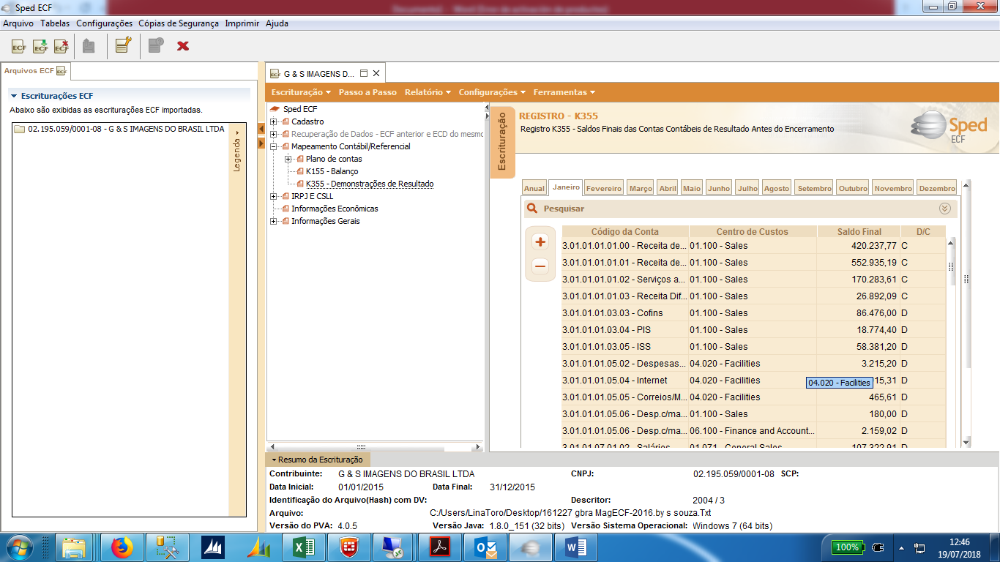 Sped ECF
Arquivo Tabelas Configurações Cópias de Segurança Imprimir Ajuda
ECF ECF ECF
Arquivos ECF
Escriturações ECF
Abaixo são exibidas as escriturações ECF importadas.
02.195.059/0001-08 - G & S IMAGENS DO BRASIL LTDA
Legenda
G & S IMAGENS D...
Escrituração Passo a Passo Relatório Configurações Ferramentas
Sped ECF
Cadastro
Recuperação de Dados - ECF anterior e ECD do mesmo
Mapeamento Contábil/Referencial
Plano de contas
K155 - Balanço
K355 - Demonstrações de Resultado
IRPJ E CSLL
Informações Econômicas
Informações Gerais
Escrituração
REGISTRO - K355
Registro K355 - Saldos Finais das Contas Contábeis de Resultado Antes do Encerramento
Sped
ECF
Anual Janeiro Fevereiro Março Abril Maio Junho Julho Agosto Setembro Outubro Novembro Dezembro
Pesquisar
Código da Conta Centro de Custos Saldo Final D/C
3.01.01.01.01.00 - Receita de... 01.100 - Sales 420.237,77 C
3.01.01.01.01.01 - Receita de... 01.100 - Sales 552.935,19 C
3.01.01.01.01.02 - Serviços a... 01.100 - Sales 170.283,61 C
3.01.01.01.01.03 - Receita Dif... 01.100 - Sales 26.892,09 C
3.01.01.01.03.03 - Cofins 01.100 - Sales 86.476,00 D
3.01.01.01.03.04 - PIS 01.100 - Sales 18.774,40 D
3.01.01.01.03.05 - ISS 01.100 - Sales 58.381,20 D
3.01.01.01.05.02 - Despesas... 04.020 - Facilities 3.215,20 D
3.01.01.01.05.04 - Internet 04.020 - Facilities 04.020 - Facilities 15,31 D
3.01.01.01.05.05 - Correios/M... 04.020 - Facilities 465,61 D
3.01.01.01.05.06 - Desp.c/ma... 01.100 - Sales 180,00 D
3.01.01.01.05.06 - Desp.c/ma... 06.100 - Finance and Account... 2.159,02 D
3.01.01.07.01.02 - Salários 01.071 - General Sales 107.322,91 D
Resumo da Escrituração
Contribuinte: G & S IMAGENS DO BRASIL LTDA CNPJ: 02.195.059/0001-08 SCP:
Data Inicial: 01/01/2015 Data Final: 31/12/2015
Identificação do Arquivo(Hash) com DV: Descritor: 2004 / 3
Arquivo: C:/Users/LinaToro/Desktop/161227 gbra MagECF-2016.by s souza.Txt
Versão do PVA: 4.0.5 Versão Java: 1.8.0_151 (32 bits) Versão Sistema Operacional: Windows 7 (64 bits)
100%
12:46
19/07/2018